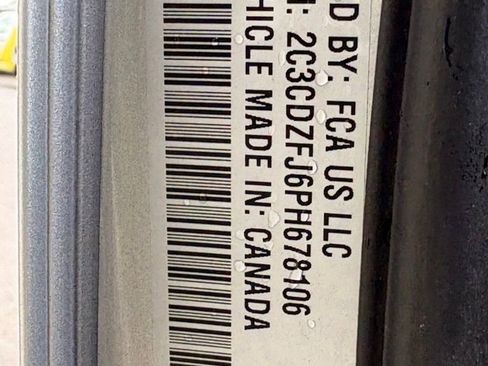 D BY: FCA US LLC
: 2C3CDZFJ6PH678106
HICLE MADE IN: CANADA